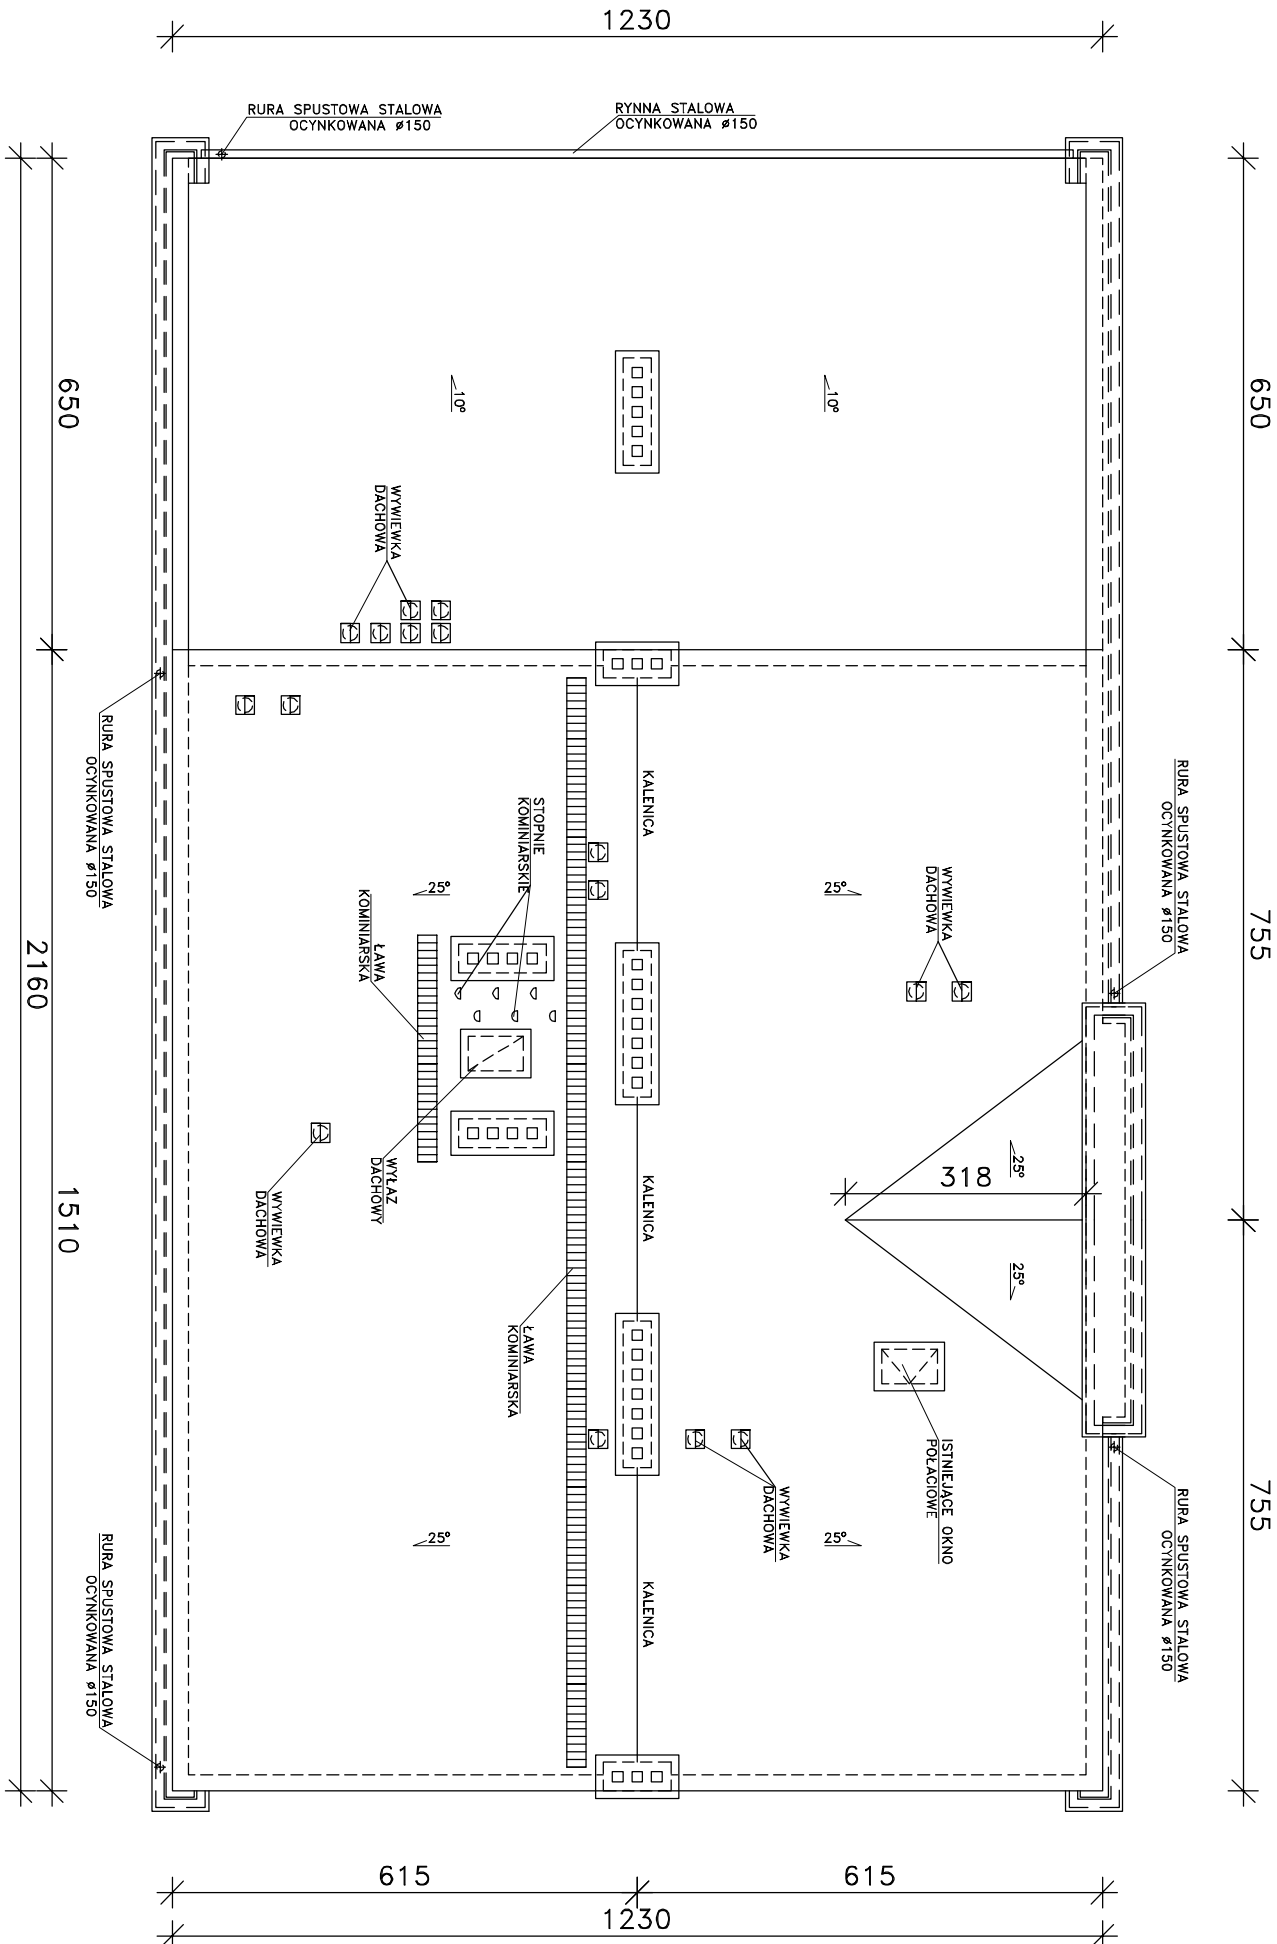 1230
RURA SPUSTOWA STALOWA
OCYNKOWANA ø150
RYNNA STALOWA
OCYNKOWANA ø150
650
650
10°
10°
WYWIEWKA
DACHOWA
RURA SPUSTOWA STALOWA
OCYNKOWANA ø150
KALENICA
STOPNIE
KOMINIARSKIE
25°
25°
WYWIEWKA
DACHOWA
RURA SPUSTOWA STALOWA
OCYNKOWANA ø150
755
ŁAWA
KOMINIARSKA
2160
1510
WYŁAZ
DACHOWY
WYWIEWKA
DACHOWA
KALENICA
25°
318
25°
ŁAWA
KOMINIARSKA
ISTNIEJĄCE OKNO
POŁACIOWE
WYWIEWKA
DACHOWA
RURA SPUSTOWA STALOWA
OCYNKOWANA ø150
755
25°
25°
KALENICA
RURA SPUSTOWA STALOWA
OCYNKOWANA ø150
615
615
1230